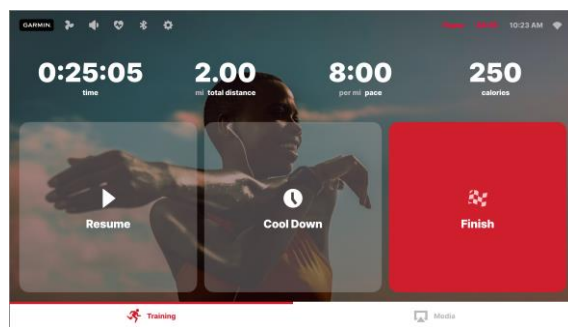 GARMIN
10:23 AM
0:25:05
time
2.00
mi total distance
8:00
per mi pace
250
calories
Resume
Cool Down
Finish
Training
Media